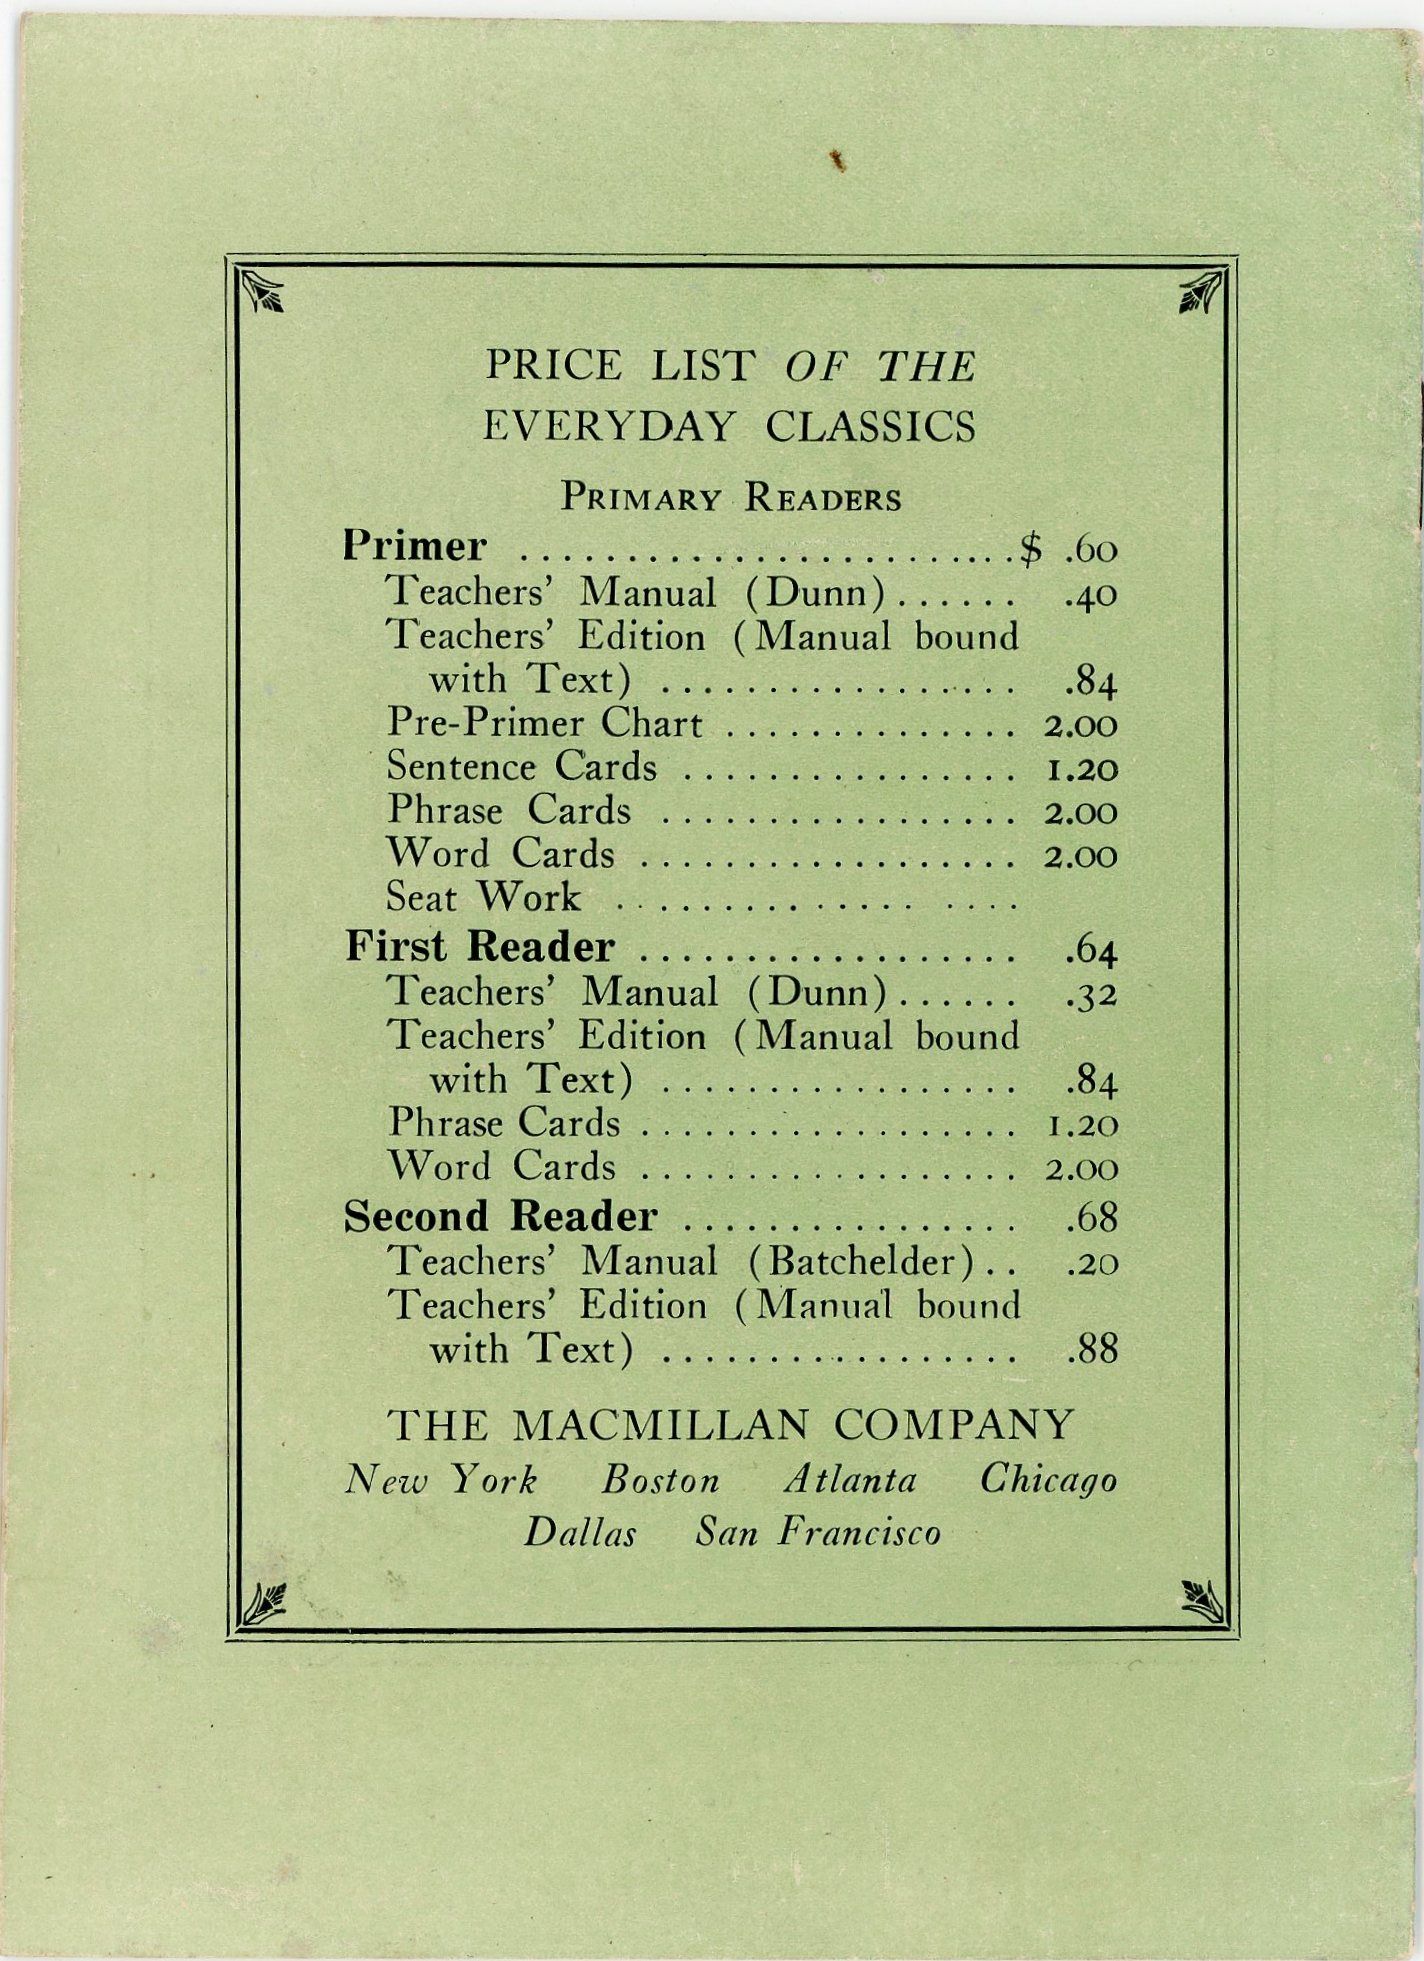 PRICE LIST OF THE
EVERYDAY CLASSICS
PRIMARY READERS
Primer ........................$ .60
Teachers' Manual (Dunn)...... .40
Teachers' Edition (Manual bound
with Text) ................. .84
Pre-Primer Chart .............. 2.00
Sentence Cards ................ 1.20
Phrase Cards ................. 2.00
Word Cards .................. 2.00
Seat Work ..................
First Reader .................. .64
Teachers' Manual (Dunn)...... .32
Teachers' Edition (Manual bound
with Text) ................. .84
Phrase Cards .................. 1.20
Word Cards .................. 2.00
Second Reader ................ .68
Teachers' Manual (Batchelder).. .20
Teachers' Edition (Manual bound
with Text) ................. .88
THE MACMILLAN COMPANY
New York Boston Atlanta Chicago
Dallas San Francisco